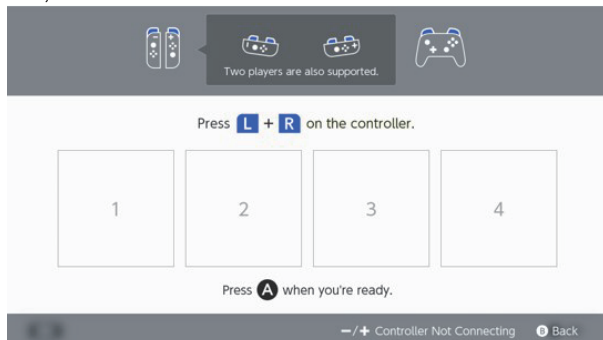 Two players are also supported.
Press L + R on the controller.
1 2 3 4
Press A when you're ready.
−/+ Controller Not Connecting B Back